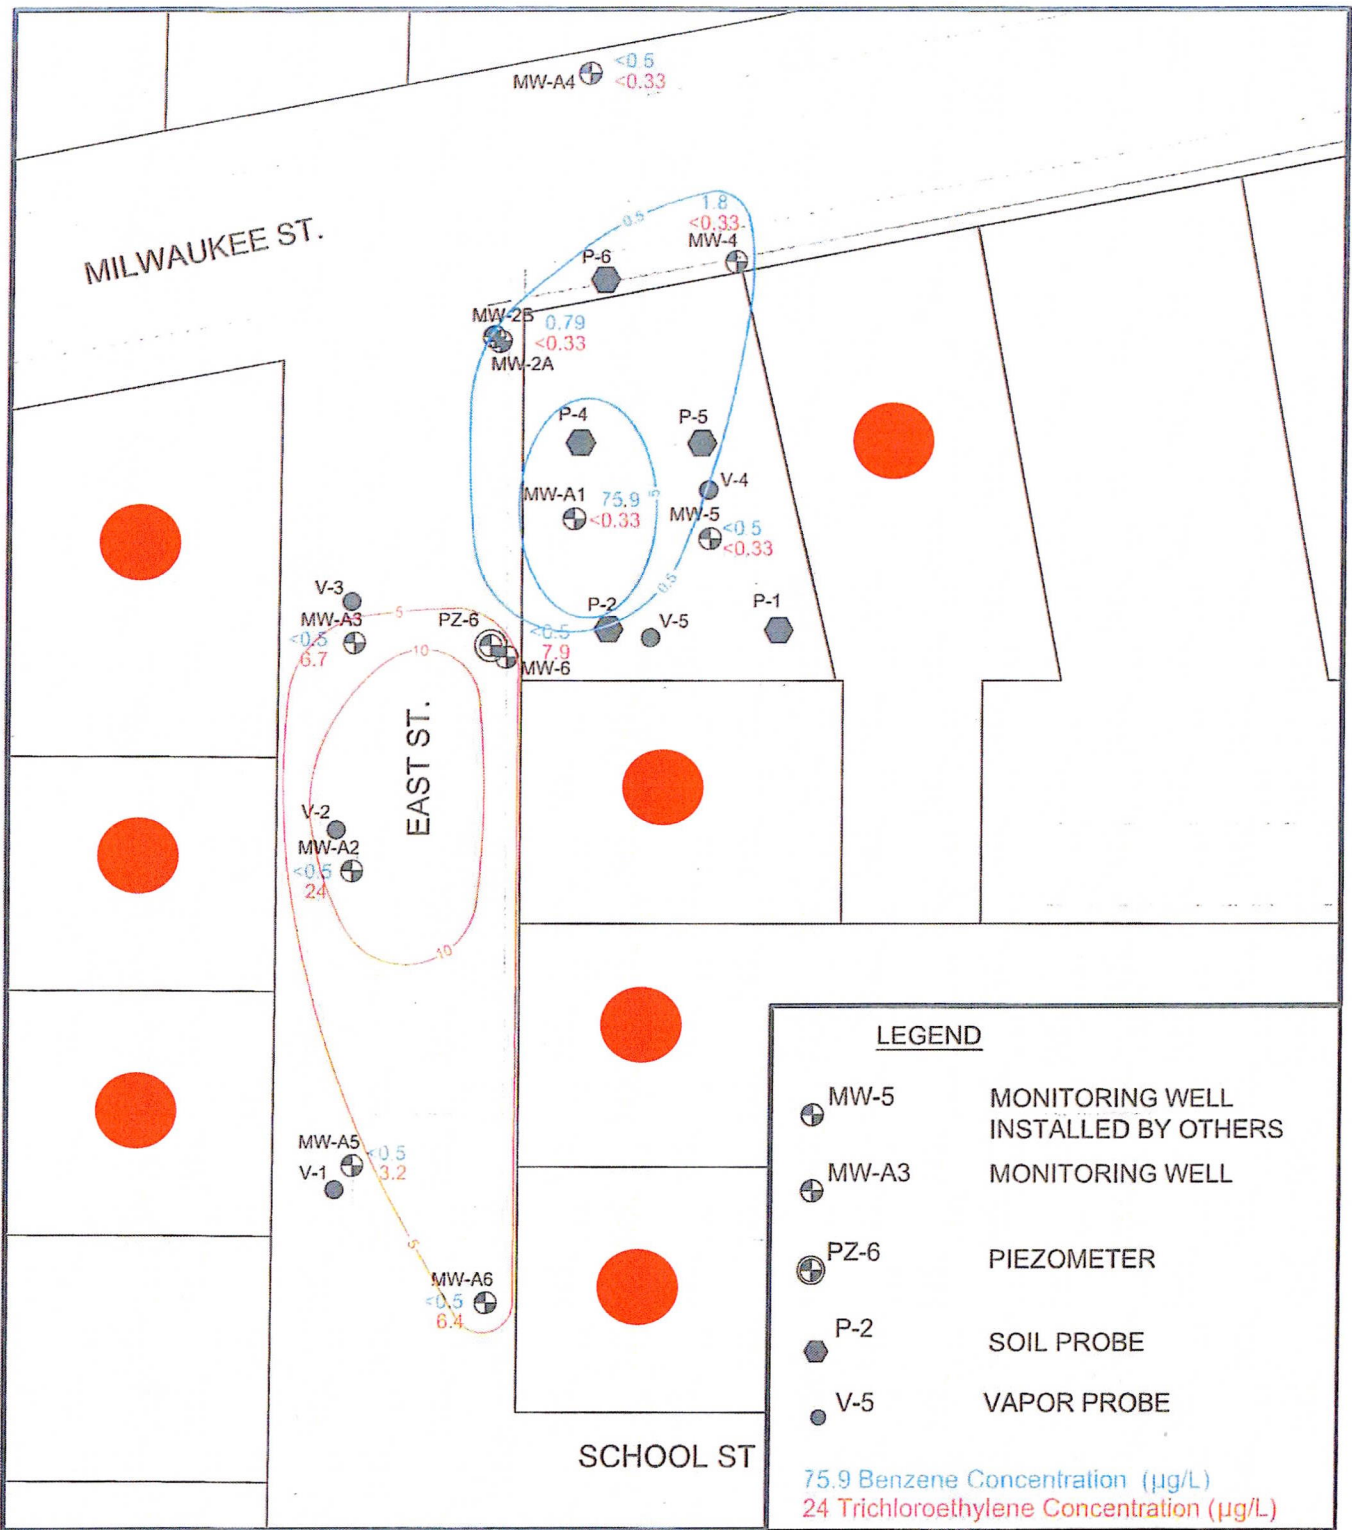 <0.5
MW-A4
<0.33
0.5
1.8
<0.33
MW-4
MILWAUKEE ST.
P-6
MW-2B
0.79
<0.33
MW-2A
P-4
P-5
V-4
MW-A1
75.9
<0.33
5
MW-5
<0.5
<0.33
0.5
V-3
MW-A3
<0.5
6.7
5
PZ-6
P-2
P-1
<0.5
7.9
V-5
MW-6
10
EAST ST.
V-2
MW-A2
<0.5
24
10
MW-A5
<0.5
3.2
V-1
5
MW-A6
<0.5
6.4
SCHOOL ST
LEGEND
MW-5 MONITORING WELL
INSTALLED BY OTHERS
MW-A3 MONITORING WELL
PZ-6 PIEZOMETER
P-2 SOIL PROBE
V-5 VAPOR PROBE
75.9 Benzene Concentration (µg/L)
24 Trichloroethylene Concentration (µg/L)